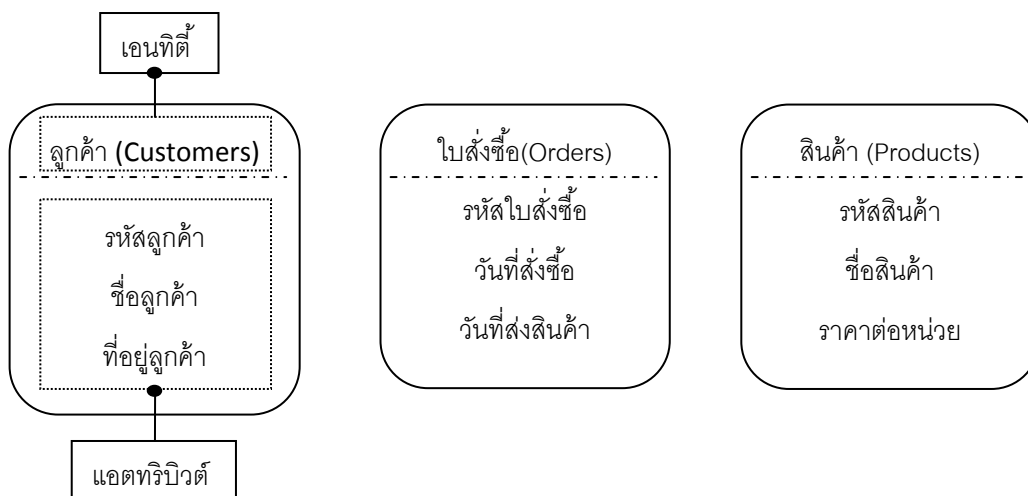 เอนทิตี้
ลูกค้า (Customers)
รหัสลูกค้า
ชื่อลูกค้า
ที่อยู่ลูกค้า
แอตทริบิวต์
ใบสั่งซื้อ(Orders)
รหัสใบสั่งซื้อ
วันที่สั่งซื้อ
วันที่ส่งสินค้า
สินค้า (Products)
รหัสสินค้า
ชื่อสินค้า
ราคาต่อหน่วย